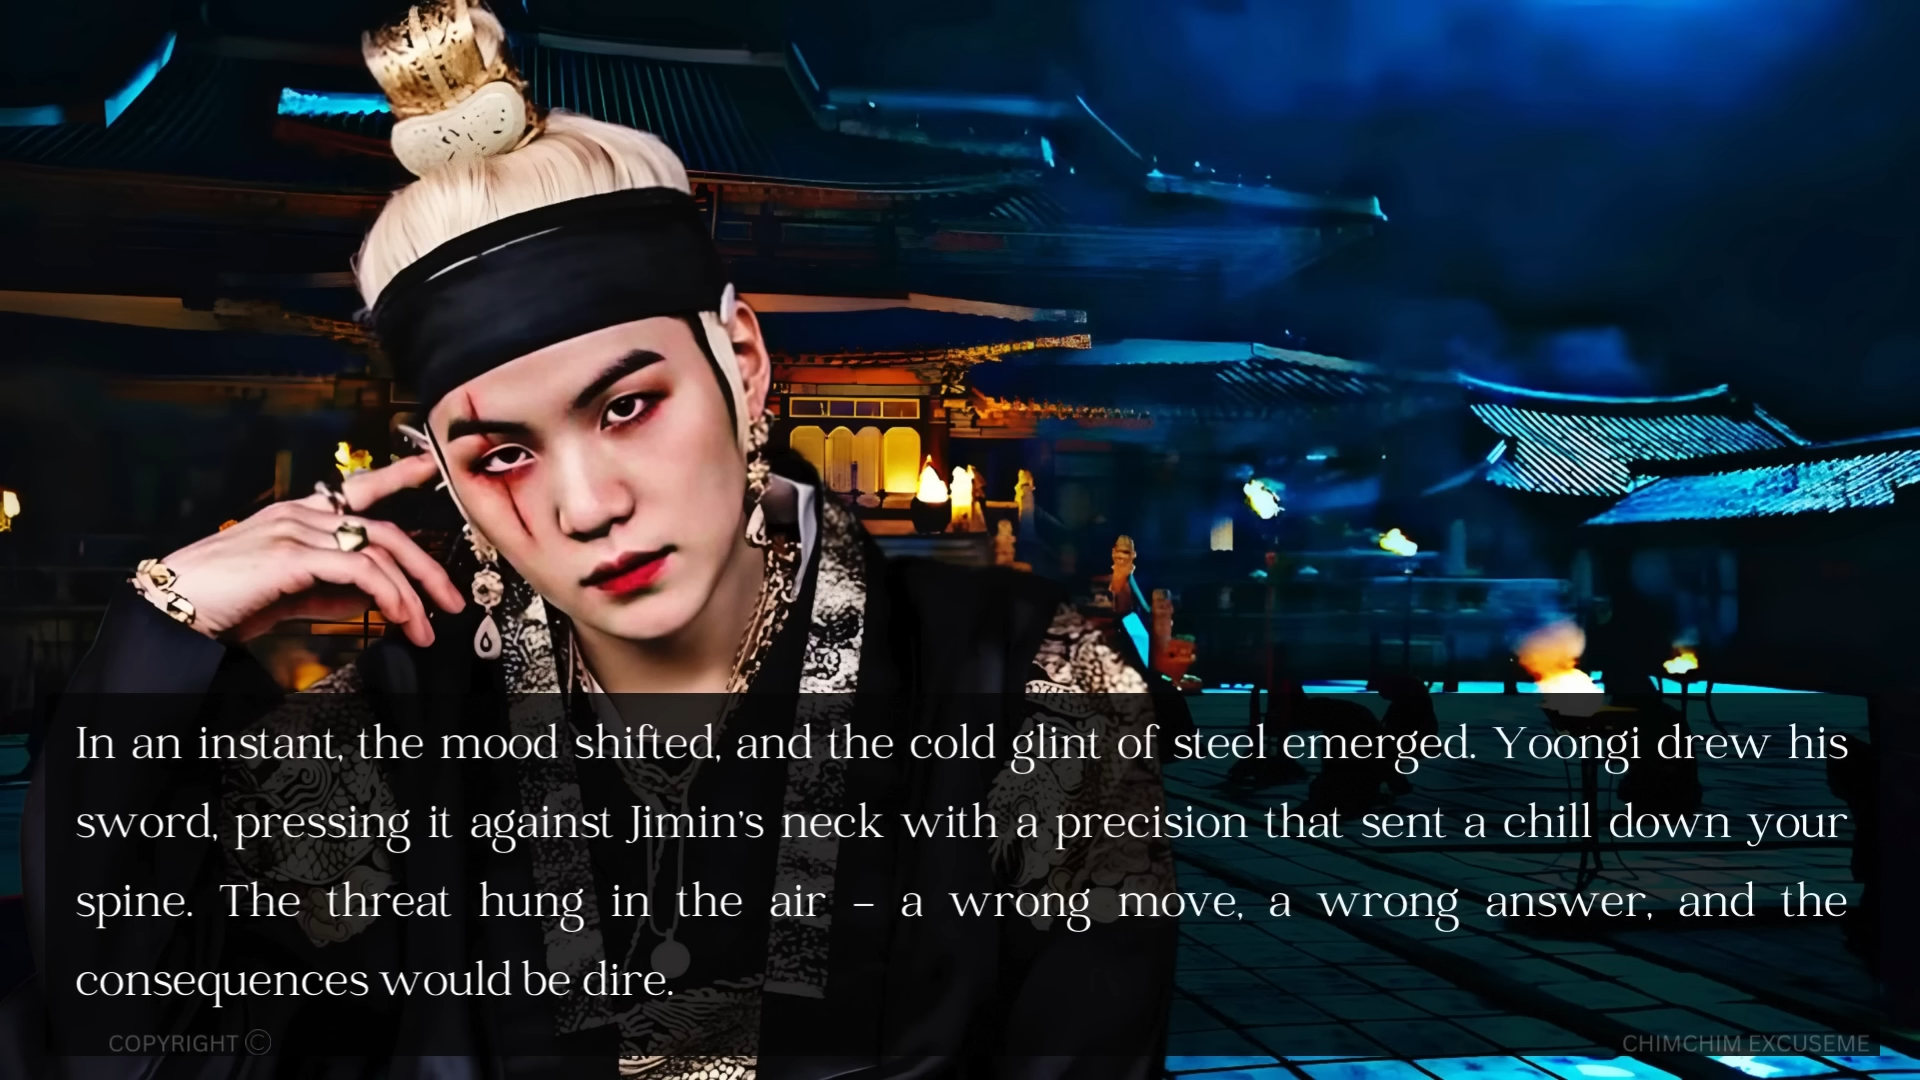 In an instant, the mood shifted, and the cold glint of steel emerged. Yoongi drew his
sword, pressing it against Jimin's neck with a precision that sent a chill down your
spine. The threat hung in the air – a wrong move, a wrong answer, and the
consequences would be dire.
COPYRIGHT ©
CHIMCHIM EXCUSEME